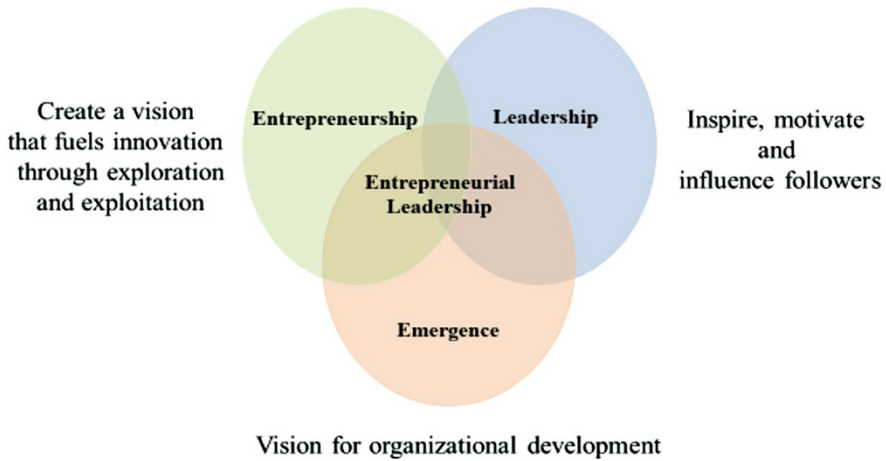 Create a vision
that fuels innovation
through exploration
and exploitation
Entrepreneurship
Leadership
Inspire, motivate
and
influence followers
Entrepreneurial
Leadership
Emergence
Vision for organizational development